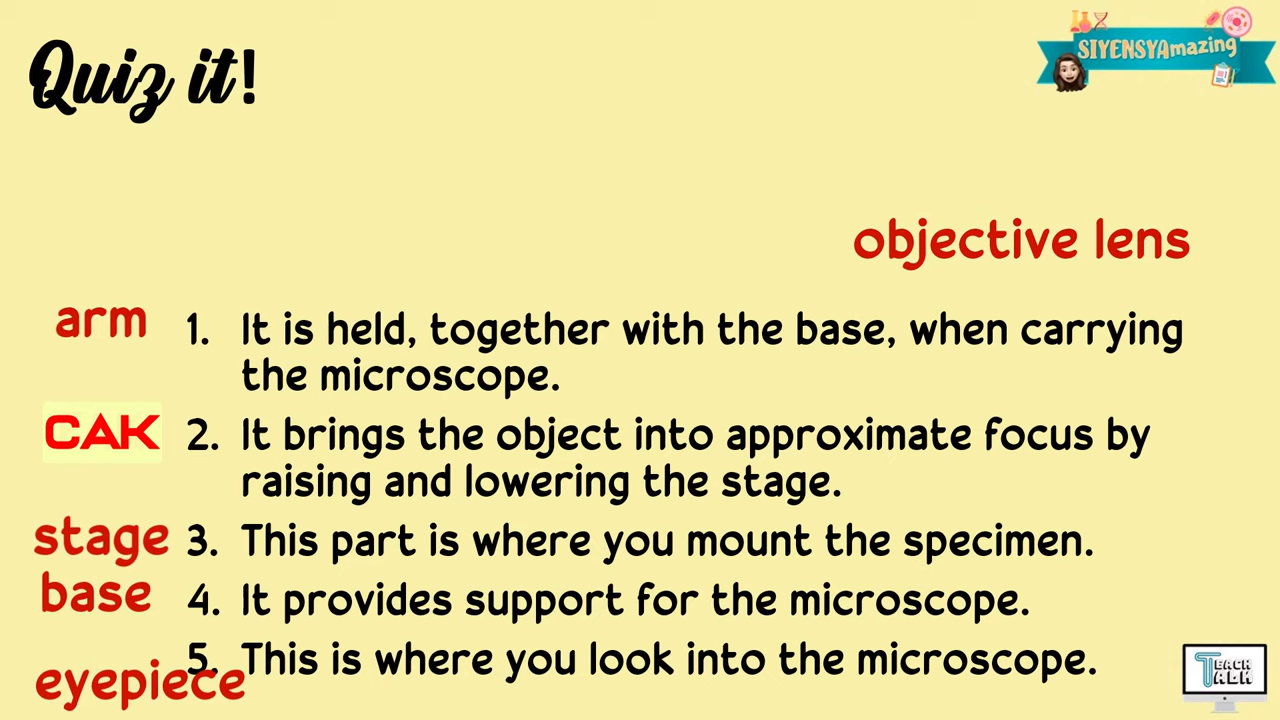 Quiz it!
SIYENSYAmazing
objective lens
arm 1. It is held, together with the base, when carrying
the microscope.
CAK 2. It brings the object into approximate focus by
raising and lowering the stage.
stage 3. This part is where you mount the specimen.
base 4. It provides support for the microscope.
eyepiece 5. This is where you look into the microscope.
TEACH
TALK